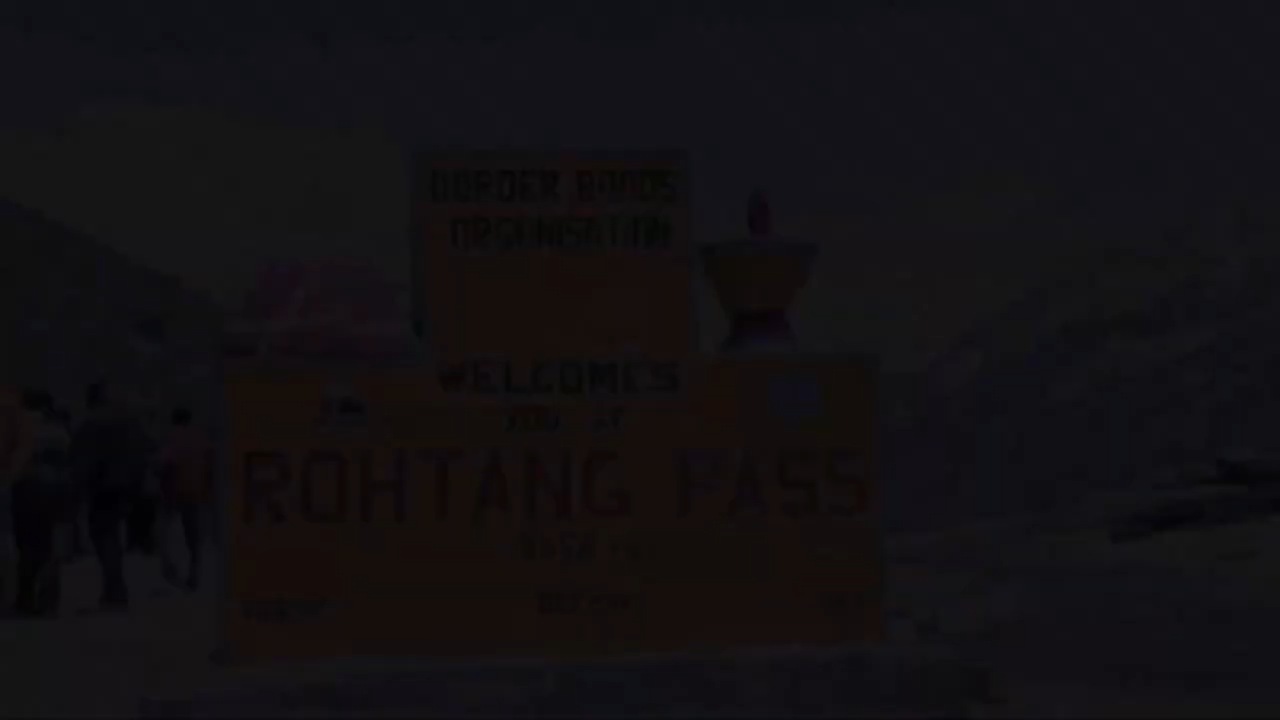 BORDER ROADS
ORGANISATION
WELCOMES
YOU AT
ROHTANG PASS